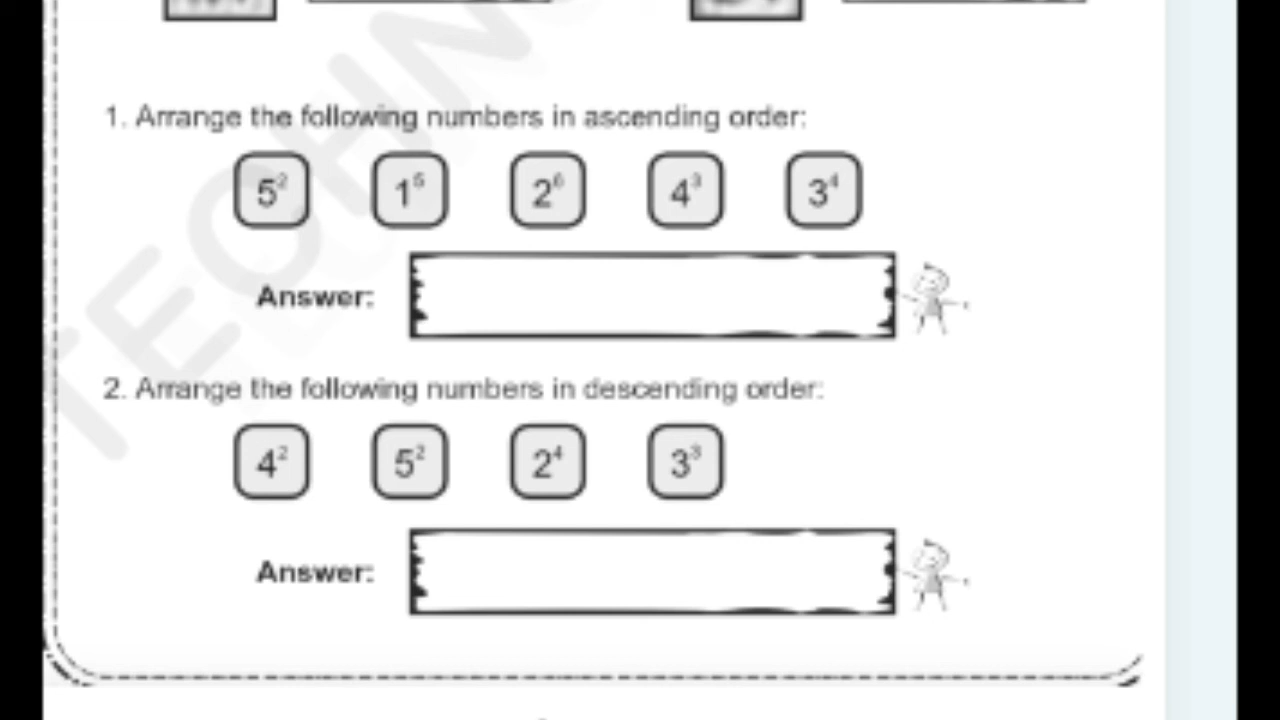 1. Arrange the following numbers in ascending order:
5² 1⁵ 2⁶ 4³ 3⁴
Answer:
2. Arrange the following numbers in descending order:
4² 5² 2⁴ 3³
Answer: